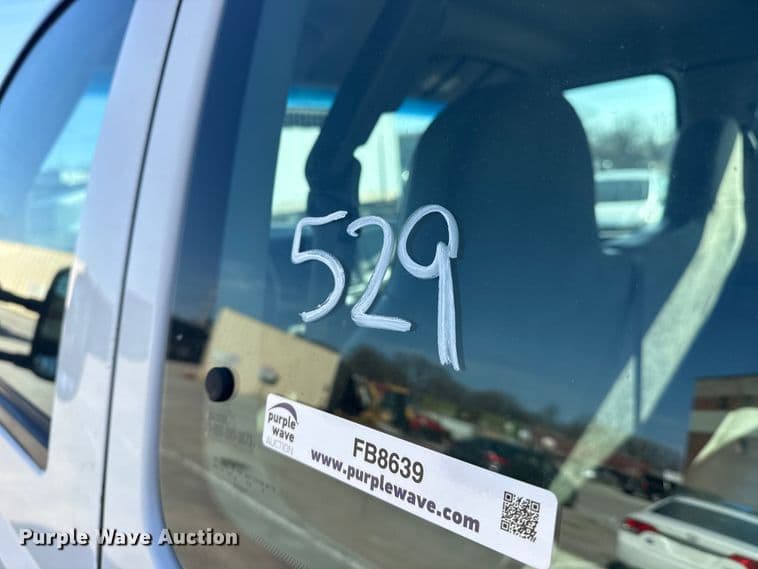 529
purple
wave
AUCTION
FB8639
www.purplewave.com
Purple Wave Auction